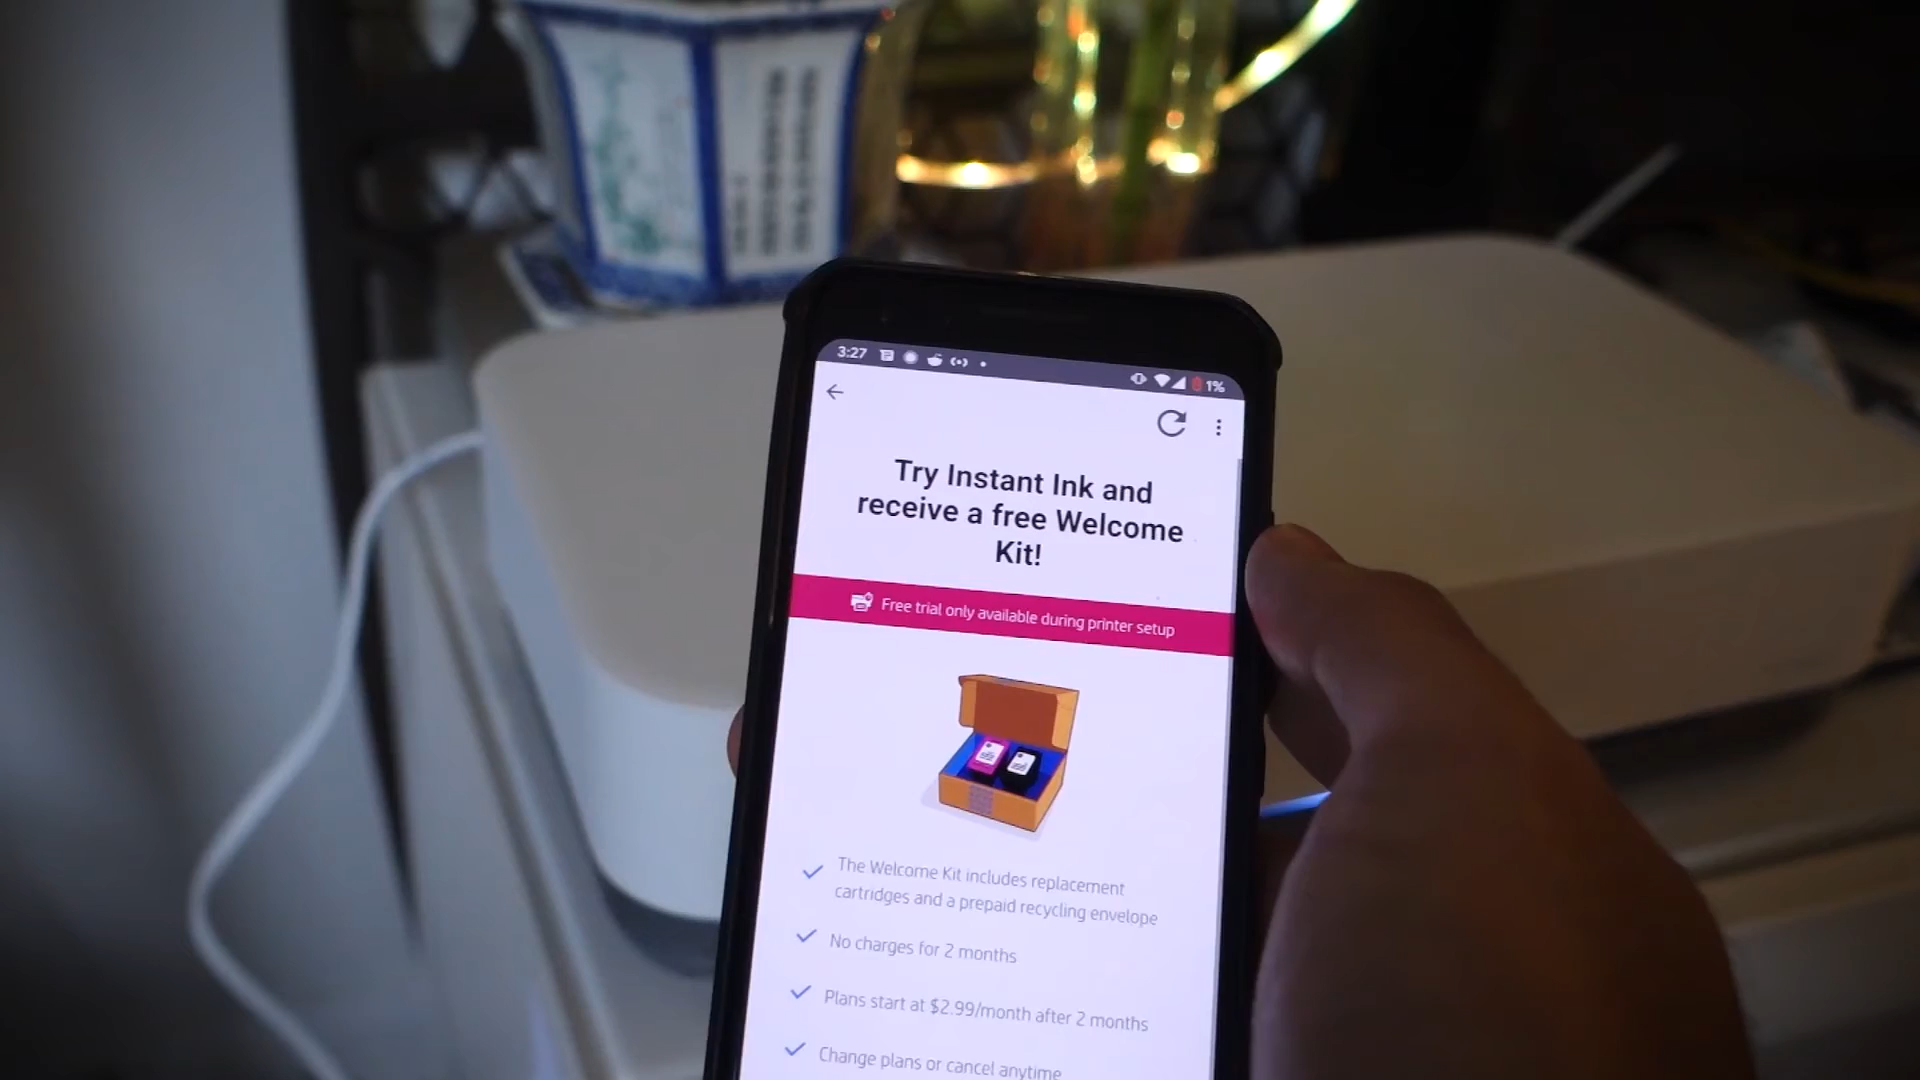 3:27
1%
Try Instant Ink and
receive a free Welcome
Kit!
Free trial only available during printer setup
The Welcome Kit includes replacement
cartridges and a prepaid recycling envelope
No charges for 2 months
Plans start at $2.99/month after 2 months
Change plans or cancel anytime